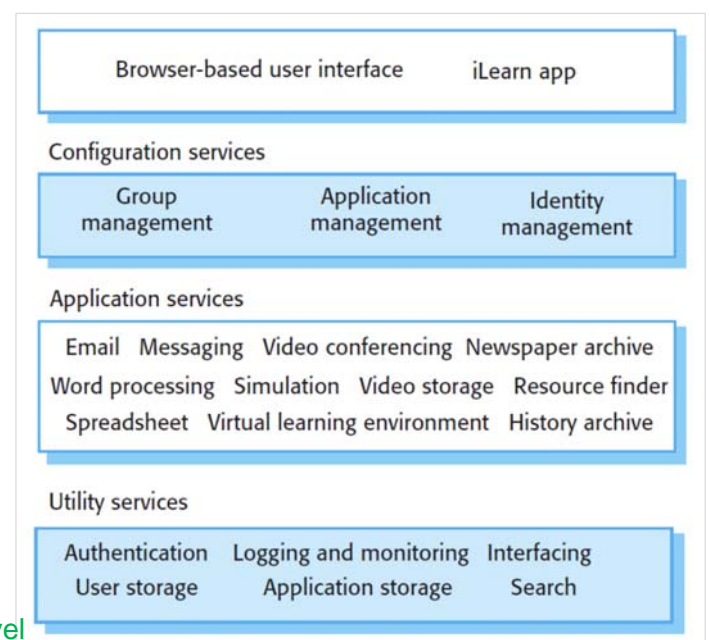 Browser-based user interface iLearn app
Configuration services
Group management
Application management
Identity management
Application services
Email Messaging Video conferencing Newspaper archive
Word processing Simulation Video storage Resource finder
Spreadsheet Virtual learning environment History archive
Utility services
Authentication Logging and monitoring Interfacing
User storage Application storage Search